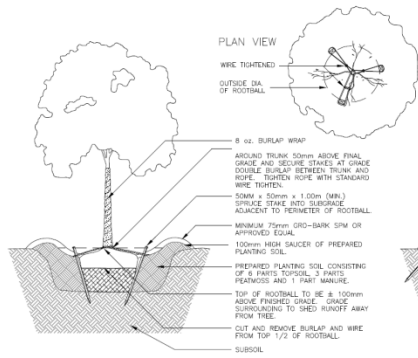 PLAN VIEW
WIRE TIGHTENED
OUTSIDE DIA.
OF ROOTBALL
8 oz. BURLAP WRAP
AROUND TRUNK 50mm ABOVE FINAL
GRADE AND SECURE STAKES AT GRADE
DOUBLE BURLAP BETWEEN TRUNK AND
ROPE. TIGHTEN ROPE WITH STANDARD
WIRE TIGHTEN.
50MM x 50mm x 1.00m (MIN.)
SPRUCE STAKE INTO SUBGRADE
ADJACENT TO PERIMETER OF ROOTBALL.
MINIMUM 75mm GRO-BARK SPM OR
APPROVED EQUAL
100mm HIGH SAUCER OF PREPARED
PLANTING SOIL.
PREPARED PLANTING SOIL CONSISTING
OF 6 PARTS TOPSOIL, 3 PARTS
PEATMOSS AND 1 PART MANURE.
TOP OF ROOTBALL TO BE ± 100mm
ABOVE FINISHED GRADE. GRADE
SURROUNDING TO SHED RUNOFF AWAY
FROM TREE.
CUT AND REMOVE BURLAP AND WIRE
FROM TOP 1/2 OF ROOTBALL.
SUBSOIL